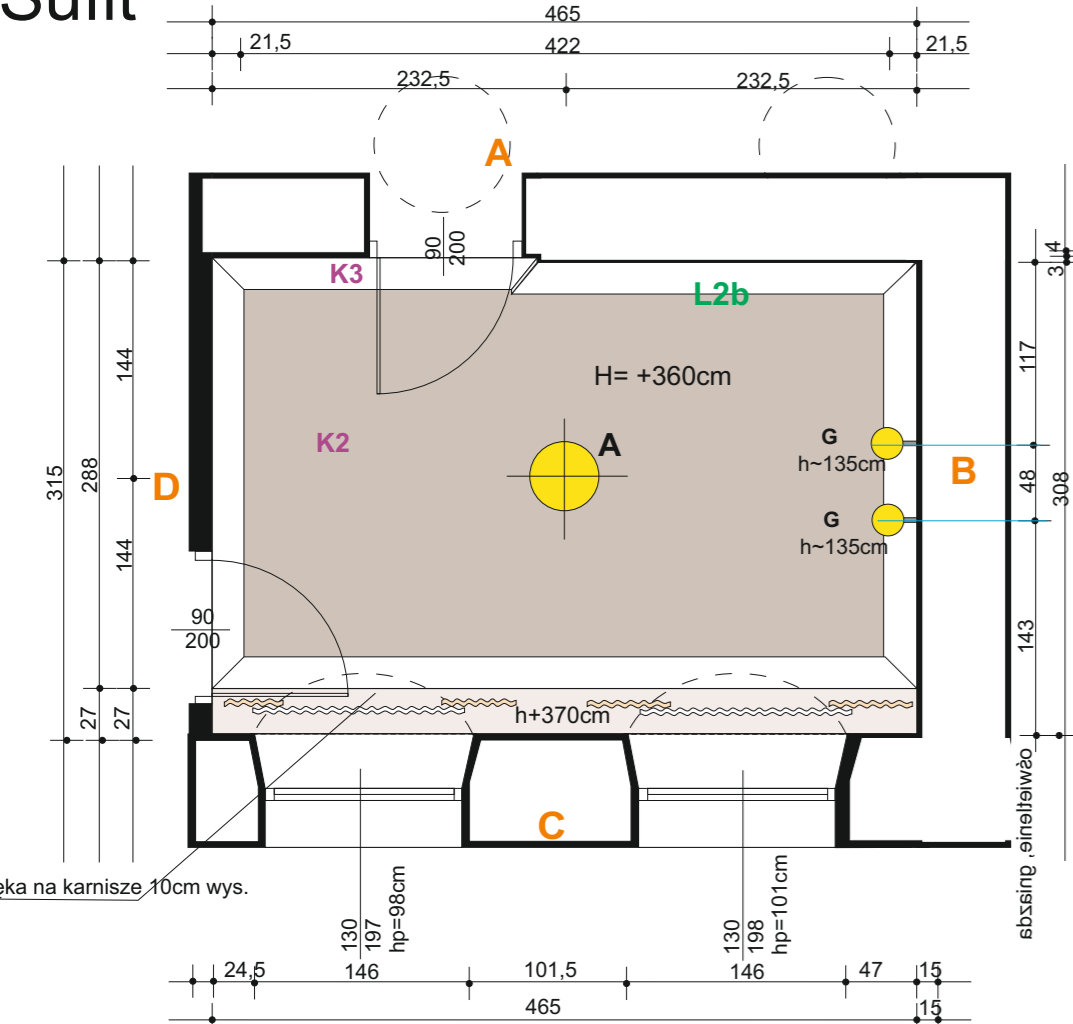 Sufit
465
21,5
422
21,5
232,5
232,5
A
90
200
K3
L2b
3
4
144
H= +360cm
117
K2
A
G
h~135cm
B
315
288
D
48
308
G
h~135cm
144
90
200
143
27
27
h+370cm
oświetlenie, gniazda
C
ka na karnisze 10cm wys.
130
197
hp=98cm
130
198
hp=101cm
24,5
146
101,5
146
47
15
465
15